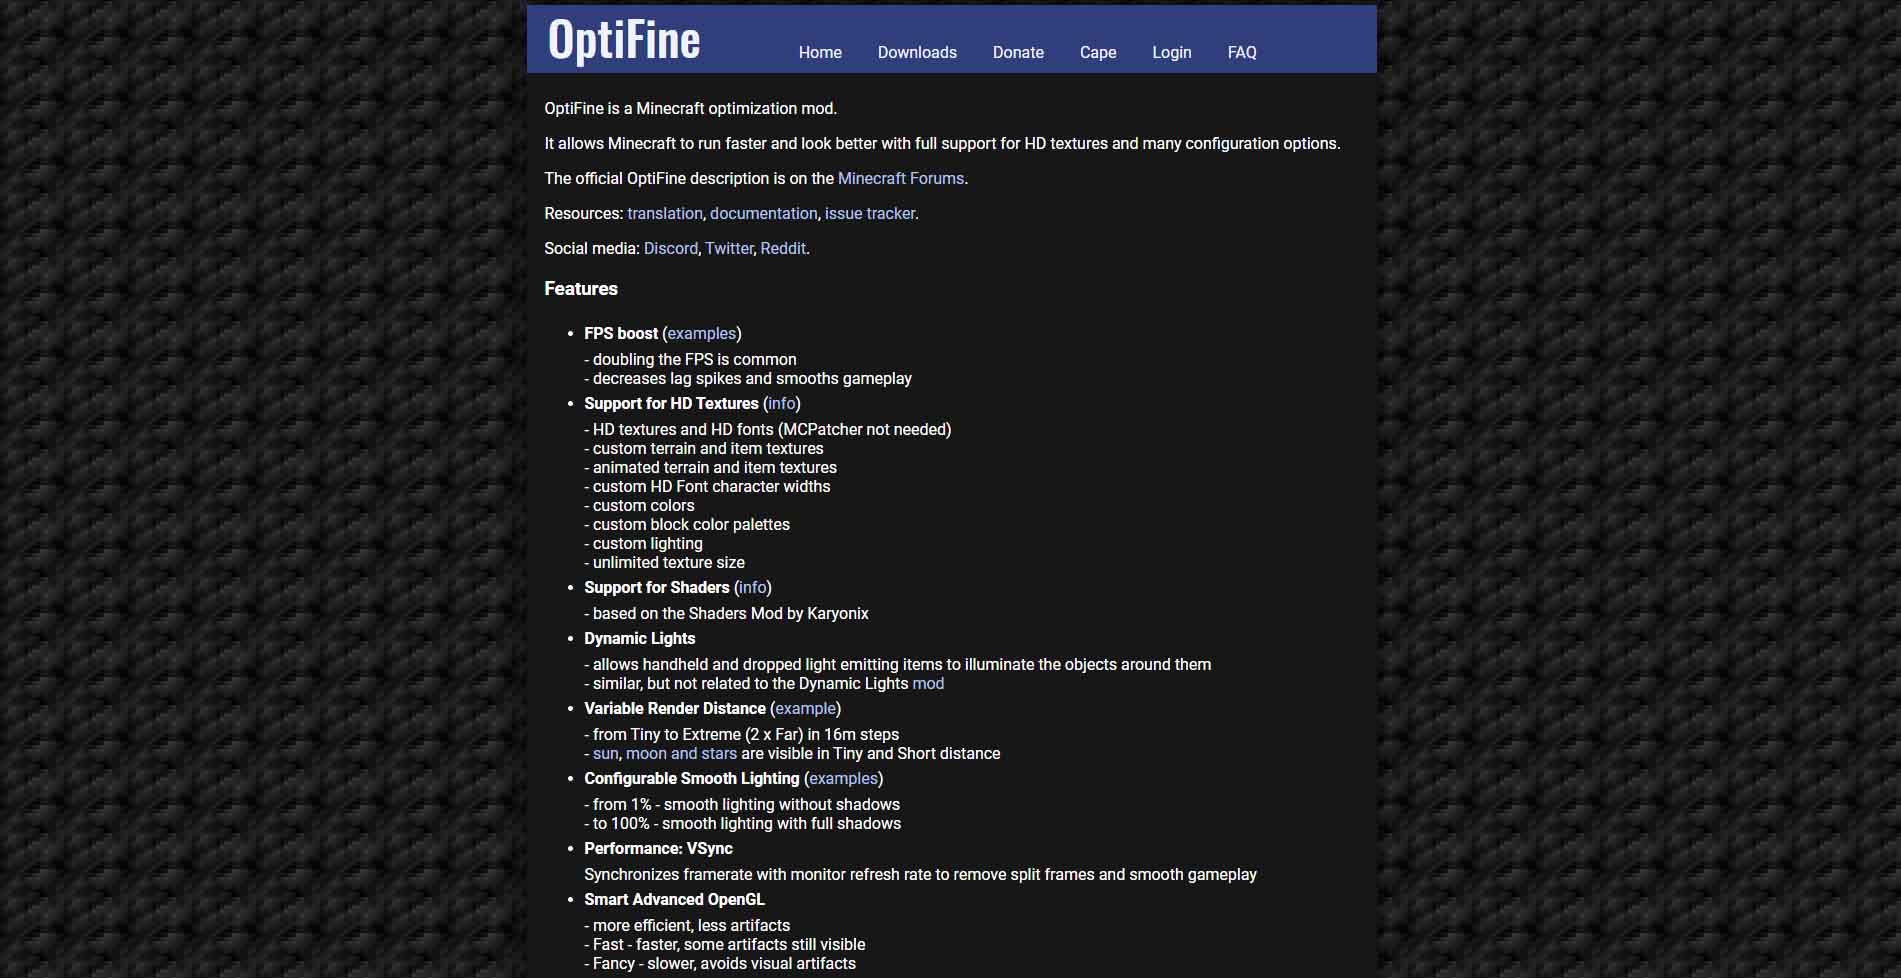 OptiFine
Home Downloads Donate Cape Login FAQ
OptiFine is a Minecraft optimization mod.
It allows Minecraft to run faster and look better with full support for HD textures and many configuration options.
The official OptiFine description is on the Minecraft Forums.
Resources: translation, documentation, issue tracker.
Social media: Discord, Twitter, Reddit.
Features
• FPS boost (examples)
- doubling the FPS is common
- decreases lag spikes and smooths gameplay
• Support for HD Textures (info)
- HD textures and HD fonts (MCPatcher not needed)
- custom terrain and item textures
- animated terrain and item textures
- custom HD Font character widths
- custom colors
- custom block color palettes
- custom lighting
- unlimited texture size
• Support for Shaders (info)
- based on the Shaders Mod by Karyonix
• Dynamic Lights
- allows handheld and dropped light emitting items to illuminate the objects around them
- similar, but not related to the Dynamic Lights mod
• Variable Render Distance (example)
- from Tiny to Extreme (2 x Far) in 16m steps
- sun, moon and stars are visible in Tiny and Short distance
• Configurable Smooth Lighting (examples)
- from 1% - smooth lighting without shadows
- to 100% - smooth lighting with full shadows
• Performance: VSync
Synchronizes framerate with monitor refresh rate to remove split frames and smooth gameplay
• Smart Advanced OpenGL
- more efficient, less artifacts
- Fast - faster, some artifacts still visible
- Fancy - slower, avoids visual artifacts